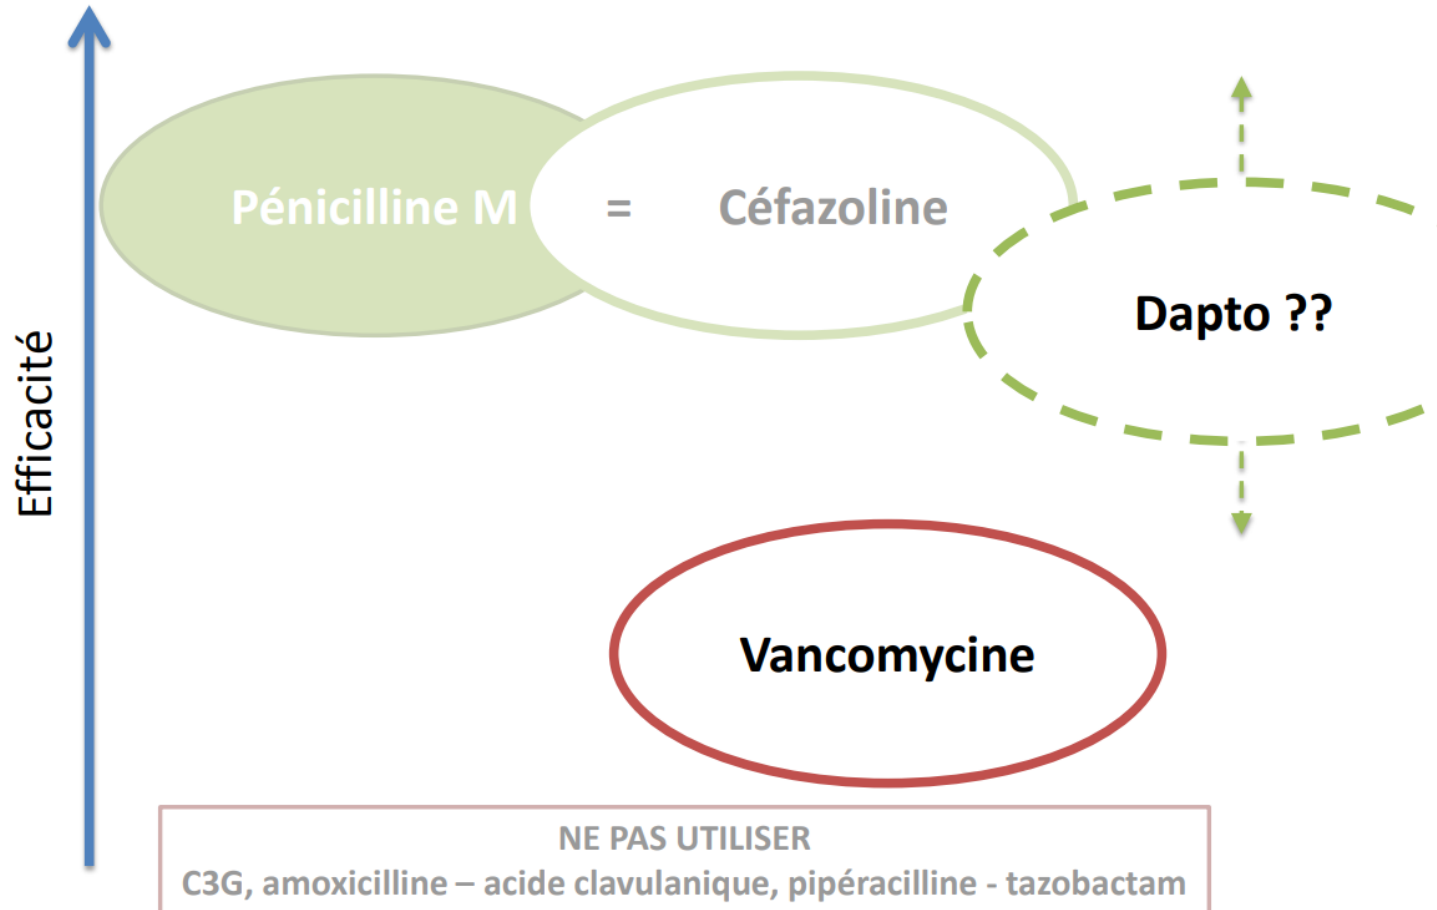 Efficacité
Pénicilline M = Céfazoline
Dapto ??
Vancomycine
NE PAS UTILISER
C3G, amoxicilline – acide clavulanique, pipéracilline - tazobactam